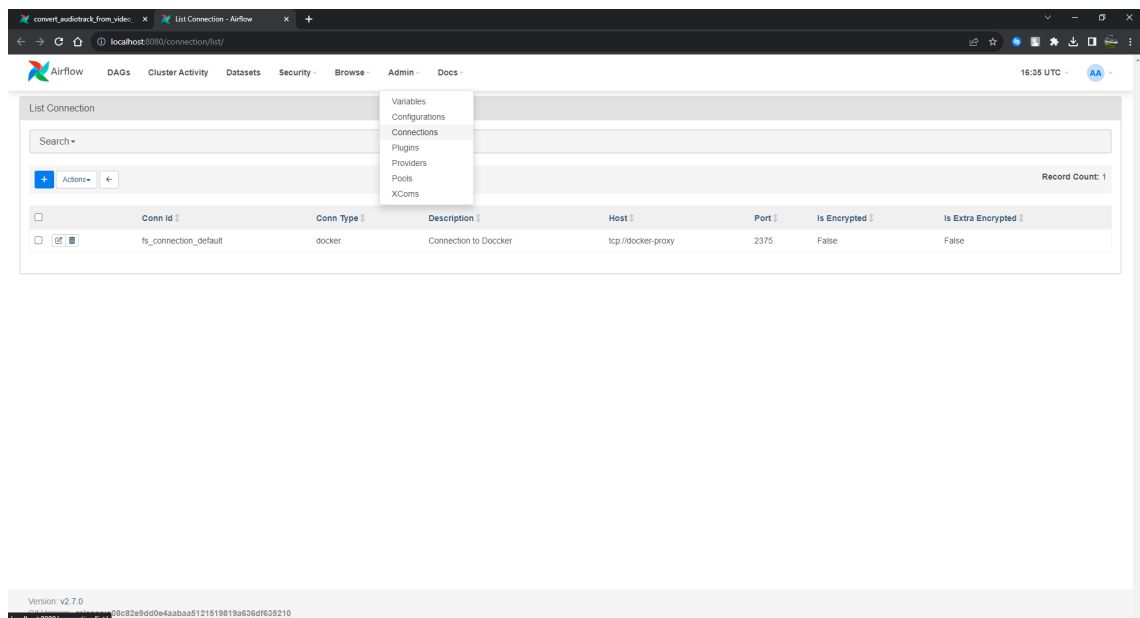 convert_audiotrack_from_video_ List Connection - Airflow
localhost:8080/connection/list/
Airflow DAGs Cluster Activity Datasets Security Browse Admin Docs 16:35 UTC AA
List Connection
Variables
Configurations
Connections
Plugins
Providers
Pools
XComs
Search
+ Actions Record Count: 1
Conn Id Conn Type Description Host Port Is Encrypted Is Extra Encrypted
fs_connection_default docker Connection to Doccker tcp://docker-proxy 2375 False False
Version: v2.7.0